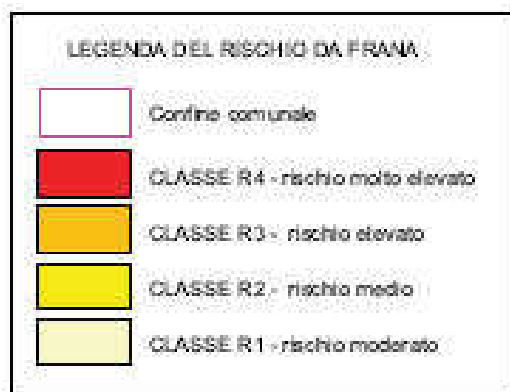 LEGENDA DEL RISCHIO DA FRANA
Confine comunale
CLASSE R4 - rischio molto elevato
CLASSE R3 - rischio elevato
CLASSE R2 - rischio medio
CLASSE R1 - rischio moderato